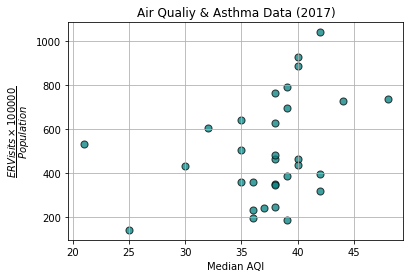 Air Qualiy & Asthma Data (2017)
ERVisits × 100000
Population
1000
800
600
400
200
20 25 30 35 40 45
Median AQI